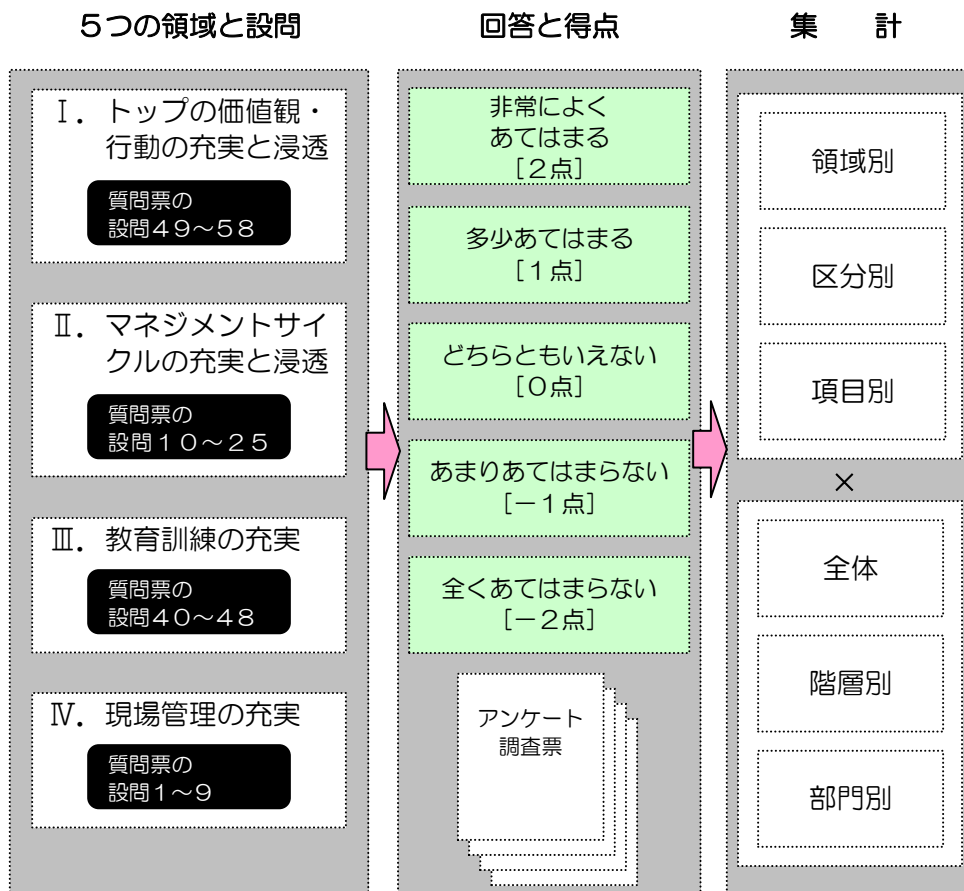 ５つの領域と設問
Ⅰ．トップの価値観・
行動の充実と浸透
質問票の
設問４９～５８
Ⅱ．マネジメントサイ
クルの充実と浸透
質問票の
設問１０～２５
Ⅲ．教育訓練の充実
質問票の
設問４０～４８
Ⅳ．現場管理の充実
質問票の
設問１～９
回答と得点
非常によく
あてはまる
［２点］
多少あてはまる
［１点］
どちらともいえない
［０点］
あまりあてはまらない
［－１点］
全くあてはまらない
［－２点］
アンケート
調査票
集　計
領域別
区分別
項目別
×
全体
階層別
部門別